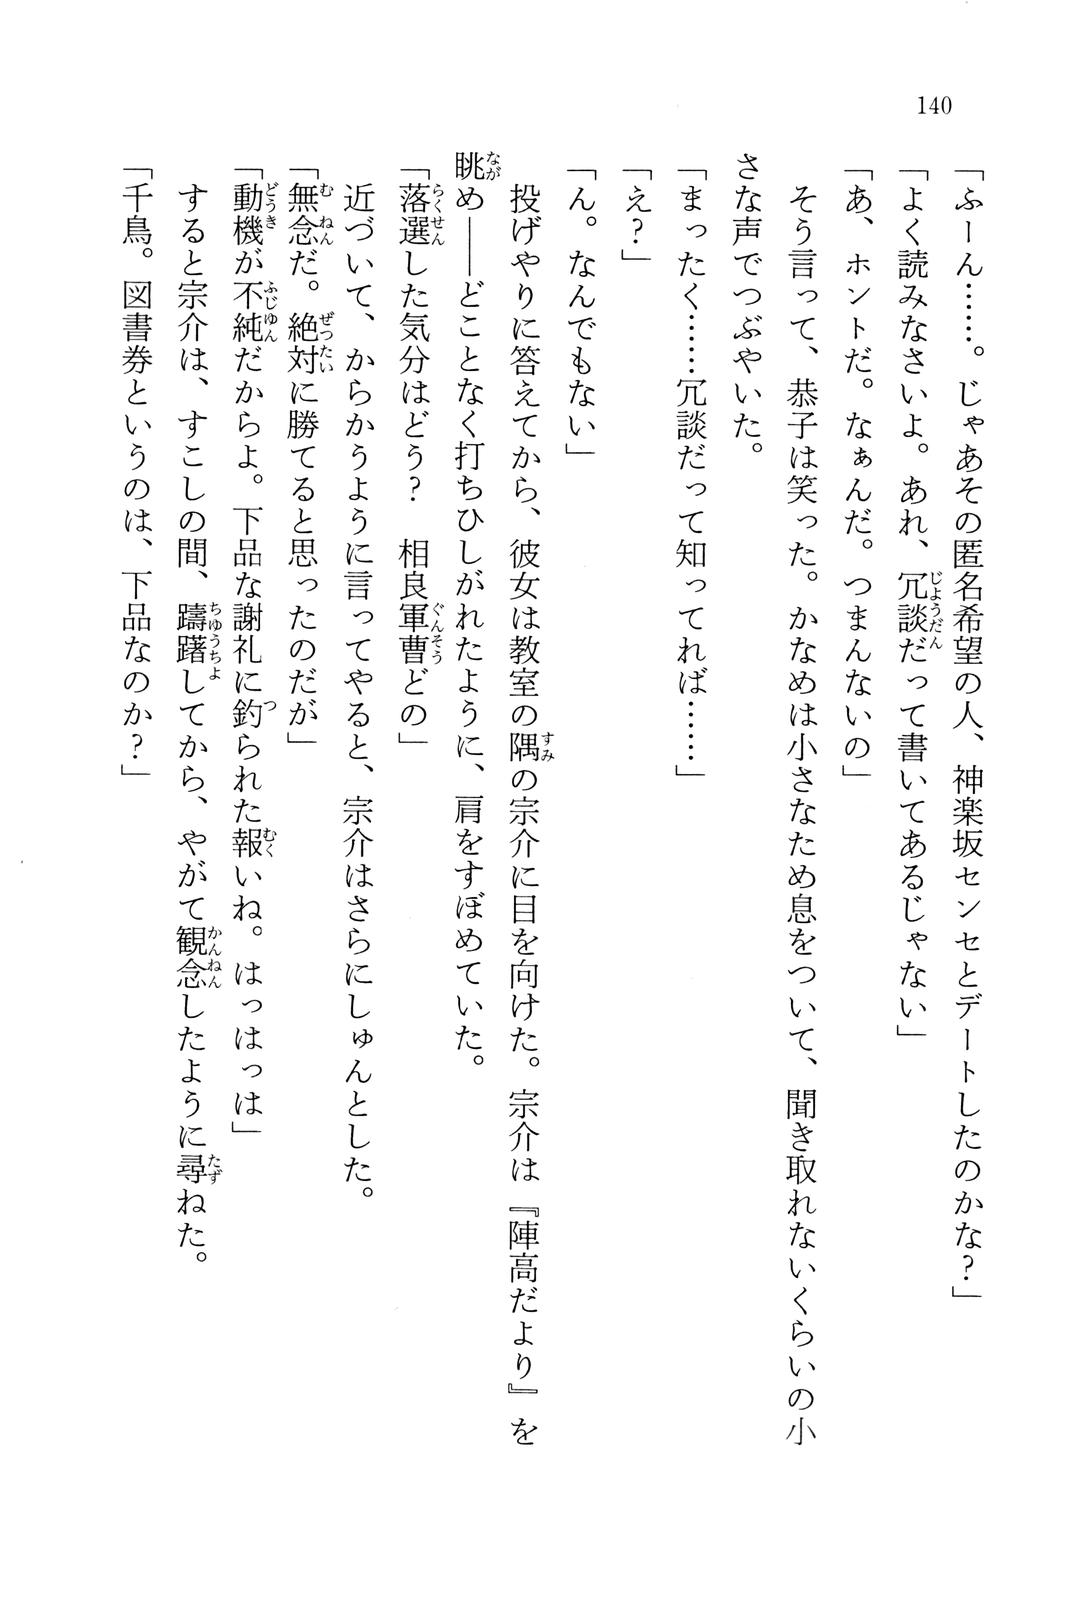 140
「ふーん……。じゃあその匿名希望の人、神楽坂センセとデートしたのかな？」
「よく読みなさいよ。あれ、冗談だって書いてあるじゃない」
「あ、ホントだ。なぁんだ。つまんないの」
そう言って、恭子は笑った。かなめは小さなため息をついて、聞き取れないくらいの小
さな声でつぶやいた。
「まったく……冗談だって知ってれば……」
「え？」
「ん。なんでもない」
投げやりに答えてから、彼女は教室の隅の宗介に目を向けた。宗介は『陣高だより』を
眺め――どことなく打ちひしがれたように、肩をすぼめていた。
「落選した気分はどう？　相良軍曹どの」
近づいて、からかうように言ってやると、宗介はさらにしゅんとした。
「無念だ。絶対に勝てると思ったのだが」
「動機が不純だからよ。下品な謝礼に釣られた報いね。はっはっは」
すると宗介は、すこしの間、躊躇してから、やがて観念したように尋ねた。
「千鳥。図書券というのは、下品なのか？」